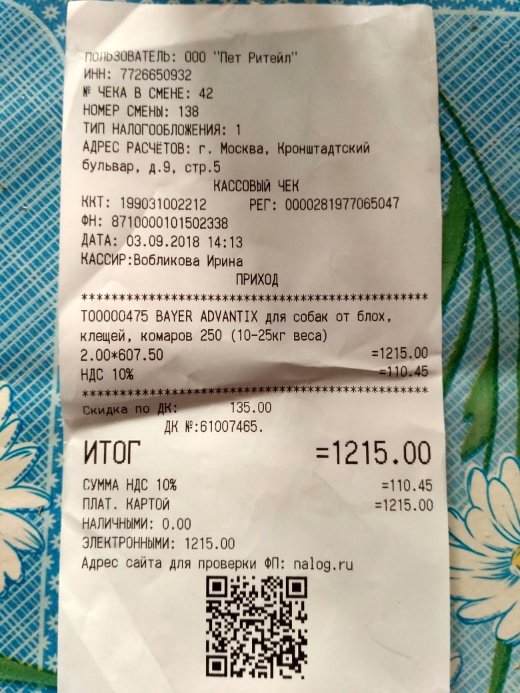 ПОЛЬЗОВАТЕЛЬ: ООО "Пет Ритейл"
ИНН: 7726650932
№ ЧЕКА В СМЕНЕ: 42
НОМЕР СМЕНЫ: 138
ТИП НАЛОГООБЛОЖЕНИЯ: 1
АДРЕС РАСЧЁТОВ: г. Москва, Кронштадтский
бульвар, д.9, стр.5
КАССОВЫЙ ЧЕК
ККТ: 199031002212 РЕГ: 0000281977065047
ФН: 8710000101502338
ДАТА: 03.09.2018 14:13
КАССИР:Вобликова Ирина
ПРИХОД
******************************************
T00000475 BAYER ADVANTIX для собак от блох,
клещей, комаров 250 (10-25кг веса)
2.00*607.50 =1215.00
НДС 10% =110.45
******************************************
Скидка по ДК: 135.00
ДК №:61007465.
ИТОГ =1215.00
СУММА НДС 10% =110.45
ПЛАТ. КАРТОЙ =1215.00
НАЛИЧНЫМИ: 0.00
ЭЛЕКТРОННЫМИ: 1215.00
Адрес сайта для проверки ФП: nalog.ru